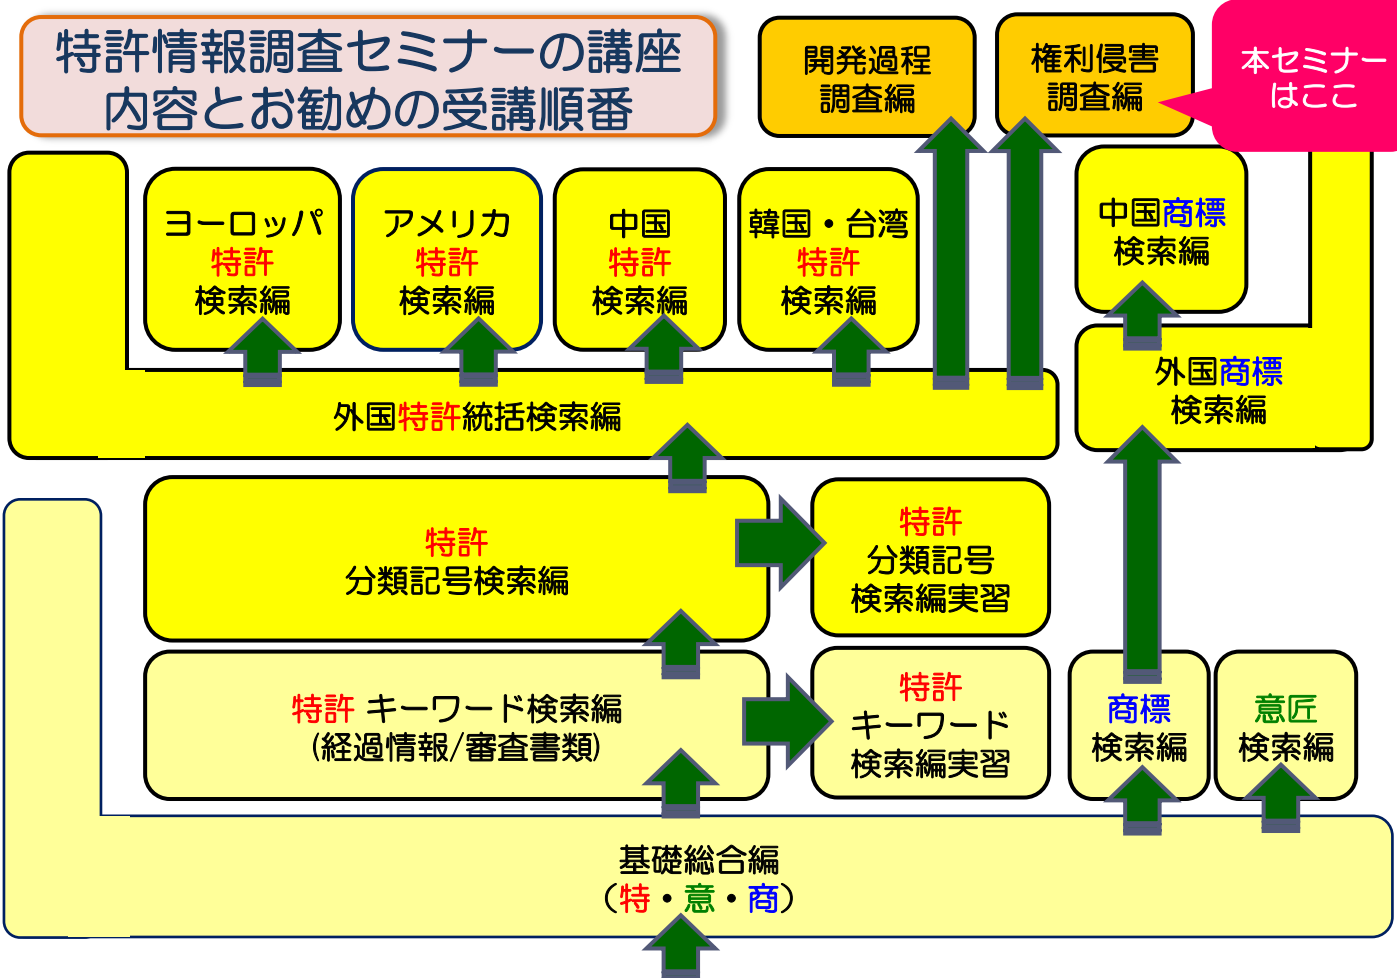 特許情報調査セミナーの講座
内容とお勧めの受講順番
開発過程
調査編
権利侵害
調査編
本セミナー
はここ
ヨーロッパ
特許
検索編
アメリカ
特許
検索編
中国
特許
検索編
韓国・台湾
特許
検索編
中国商標
検索編
外国商標
検索編
外国特許統括検索編
特許
分類記号検索編
特許
分類記号
検索編実習
特許 キーワード検索編
(経過情報/審査書類)
特許
キーワード
検索編実習
商標
検索編
意匠
検索編
基礎総合編
（特・意・商）